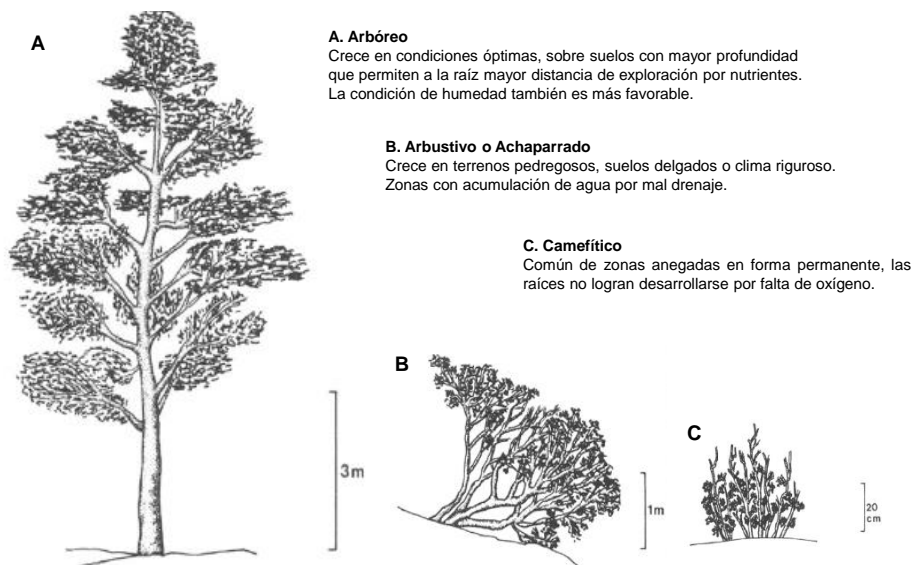 A
A. Arbóreo
Crece en condiciones óptimas, sobre suelos con mayor profundidad
que permiten a la raíz mayor distancia de exploración por nutrientes.
La condición de humedad también es más favorable.
B. Arbustivo o Achaparrado
Crece en terrenos pedregosos, suelos delgados o clima riguroso.
Zonas con acumulación de agua por mal drenaje.
C. Camefítico
Común de zonas anegadas en forma permanente, las
raíces no logran desarrollarse por falta de oxígeno.
B
C
3m
1m
20
cm